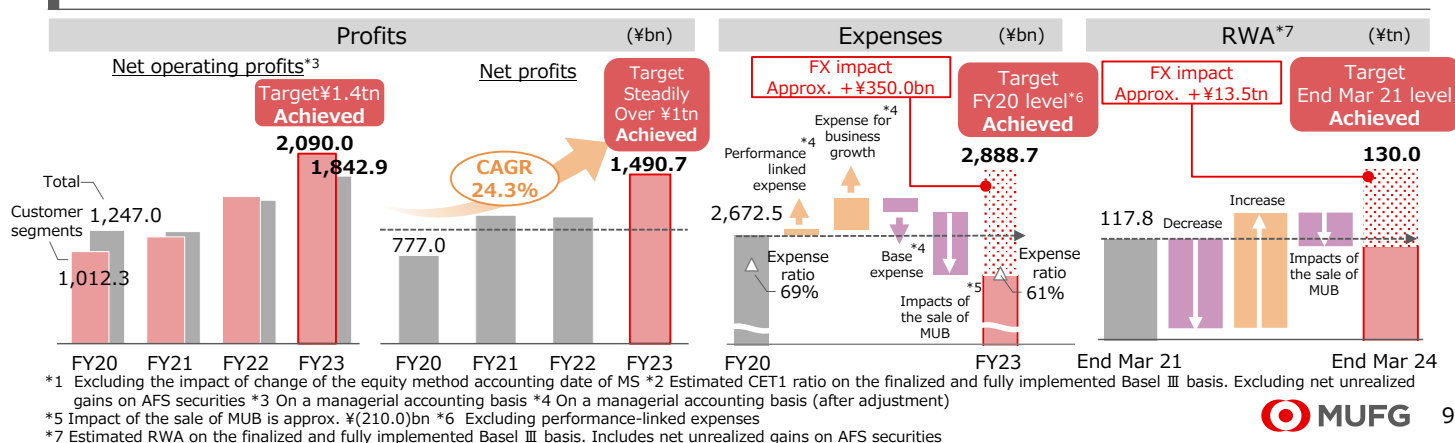 Profits
(¥bn)
Net operating profits*3
Net profits
Target¥1.4tn
Achieved
2,090.0
1,842.9
Total
1,247.0
Customer
segments
1,012.3
FY20
FY21
FY22
FY23
Target
Steadily
Over ¥1tn
Achieved
1,490.7
CAGR
24.3%
777.0
FY20
FY21
FY22
FY23
Expenses
(¥bn)
FX impact
Approx. +¥350.0bn
Target
FY20 level*6
Achieved
2,888.7
Performance*4
linked
expense
Expense for*4
business
growth
2,672.5
Expense
ratio
69%
Base*4
expense
Impacts of*5
the sale of
MUB
Expense
ratio
61%
FY20
FY23
RWA*7
(¥tn)
FX impact
Approx. +¥13.5tn
Target
End Mar 21 level
Achieved
130.0
117.8
Decrease
Increase
Impacts of
the sale of
MUB
End Mar 21
End Mar 24
*1 Excluding the impact of change of the equity method accounting date of MS *2 Estimated CET1 ratio on the finalized and fully implemented Basel Ⅲ basis. Excluding net unrealized
gains on AFS securities *3 On a managerial accounting basis *4 On a managerial accounting basis (after adjustment)
*5 Impact of the sale of MUB is approx. ¥(210.0)bn *6 Excluding performance-linked expenses
*7 Estimated RWA on the finalized and fully implemented Basel Ⅲ basis. Includes net unrealized gains on AFS securities
MUFG
9